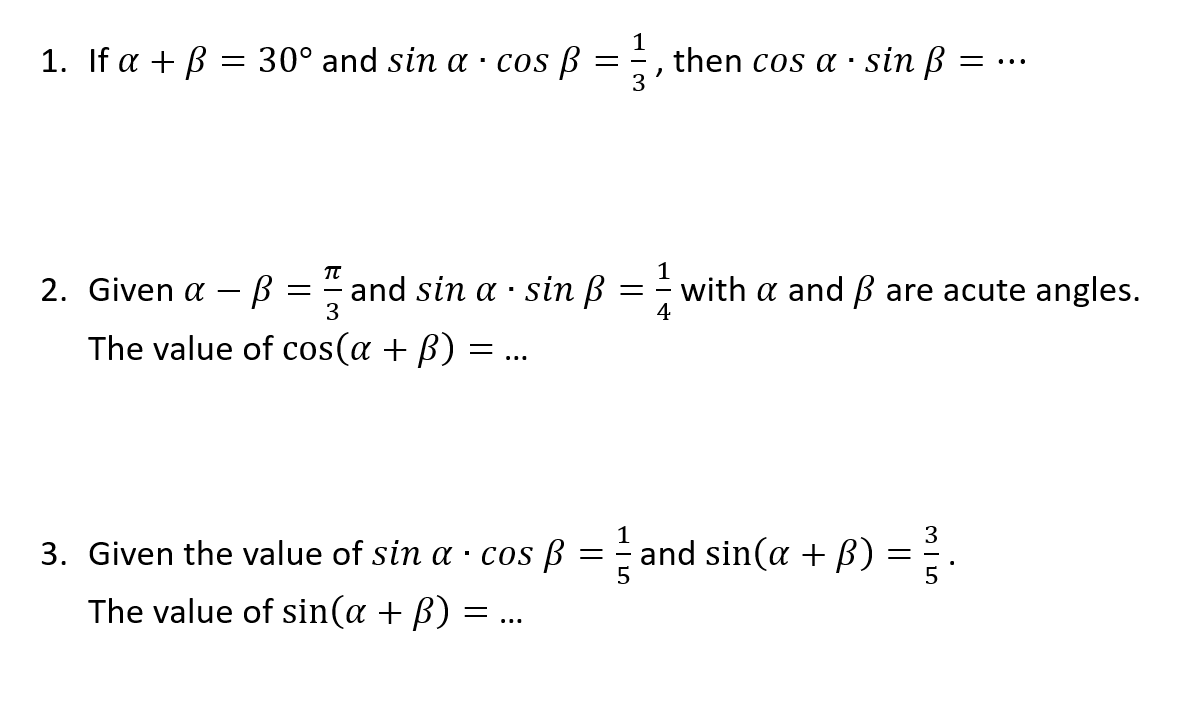 1. If α + β = 30° and sin α · cos β = 1/3 , then cos α · sin β = ⋯
2. Given α − β = π/3 and sin α · sin β = 1/4 with α and β are acute angles.
The value of cos(α + β) = ...
3. Given the value of sin α · cos β = 1/5 and sin(α + β) = 3/5 .
The value of sin(α + β) = ...